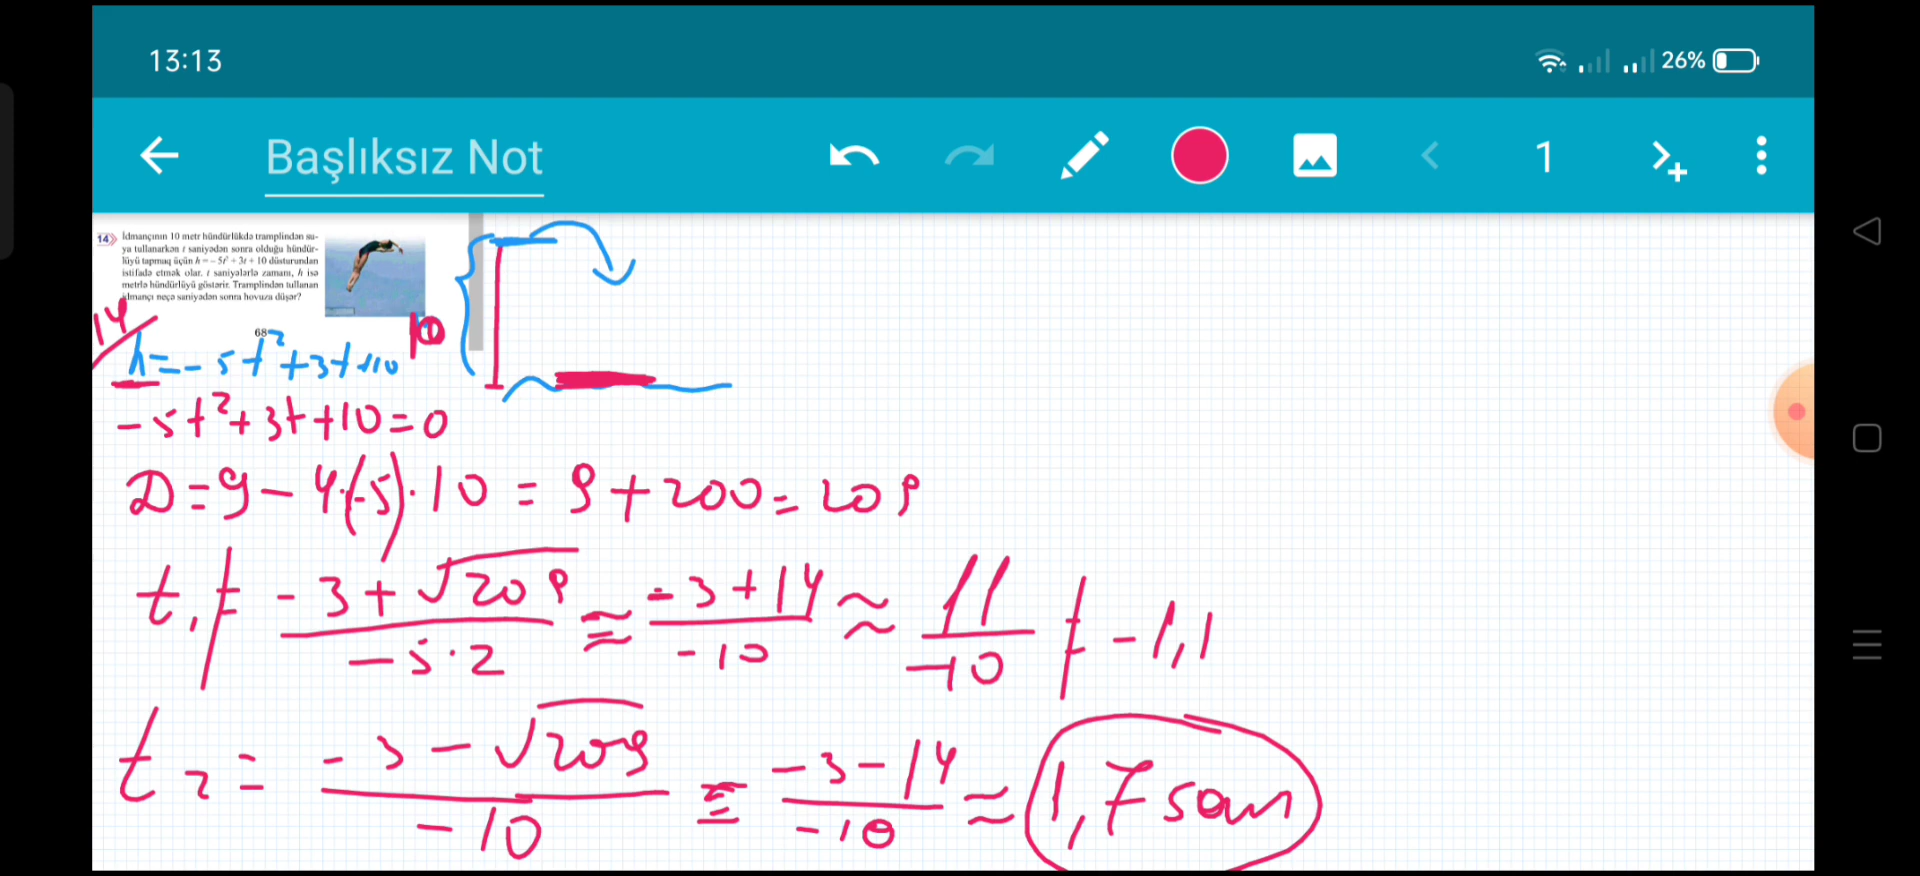 13:13
26%
Başlıksız Not
1
14
İdmançının 10 metr hündürlükdə tramplindən su-
ya tullanarkən t saniyədən sonra olduğu hündür-
lüyü tapmaq üçün h = – 5t² + 3t + 10 düsturundan
istifadə etmək olar. t saniyələrlə zamanı, h isə
metrlə hündürlüyü göstərir. Tramplindən tullanan
idmançı neçə saniyədən sonra hovuza düşər?
68
14
10
h=-5t²+3t+10
-5t²+3t+10=0
D=9-4·(-5)·10=9+200=209
t₁= (-3+√209)/(-5·2) ≈ (-3+14)/(-10) ≈ 11/(-10) = -1,1
t₂= (-3-√209)/(-10) = (-3-14)/(-10) ≈ 1,7 san